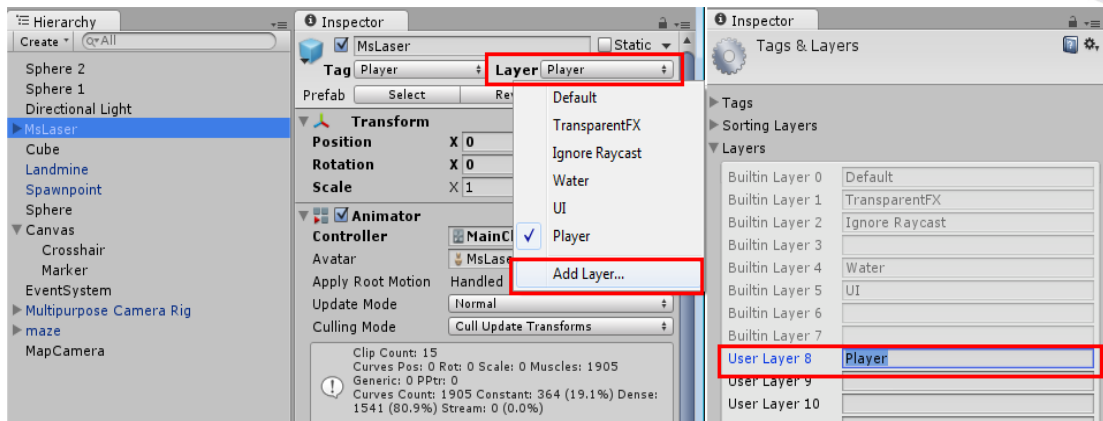 Hierarchy
Create
All
Sphere 2
Sphere 1
Directional Light
MsLaser
Cube
Landmine
Spawnpoint
Sphere
Canvas
Crosshair
Marker
EventSystem
Multipurpose Camera Rig
maze
MapCamera
Inspector
MsLaser Static
Tag Player Layer Player
Prefab Select Re
Transform
Position X 0
Rotation X 0
Scale X 1
Animator
Controller MainCl
Avatar MsLase
Apply Root Motion Handled
Update Mode Normal
Culling Mode Cull Update Transforms
Clip Count: 15
Curves Pos: 0 Rot: 0 Scale: 0 Muscles: 1905
Generic: 0 PPtr: 0
Curves Count: 1905 Constant: 364 (19.1%) Dense:
1541 (80.9%) Stream: 0 (0.0%)
Default
TransparentFX
Ignore Raycast
Water
UI
Player
Add Layer...
Inspector
Tags & Layers
Tags
Sorting Layers
Layers
Builtin Layer 0 Default
Builtin Layer 1 TransparentFX
Builtin Layer 2 Ignore Raycast
Builtin Layer 3
Builtin Layer 4 Water
Builtin Layer 5 UI
Builtin Layer 6
Builtin Layer 7
User Layer 8 Player
User Layer 9
User Layer 10